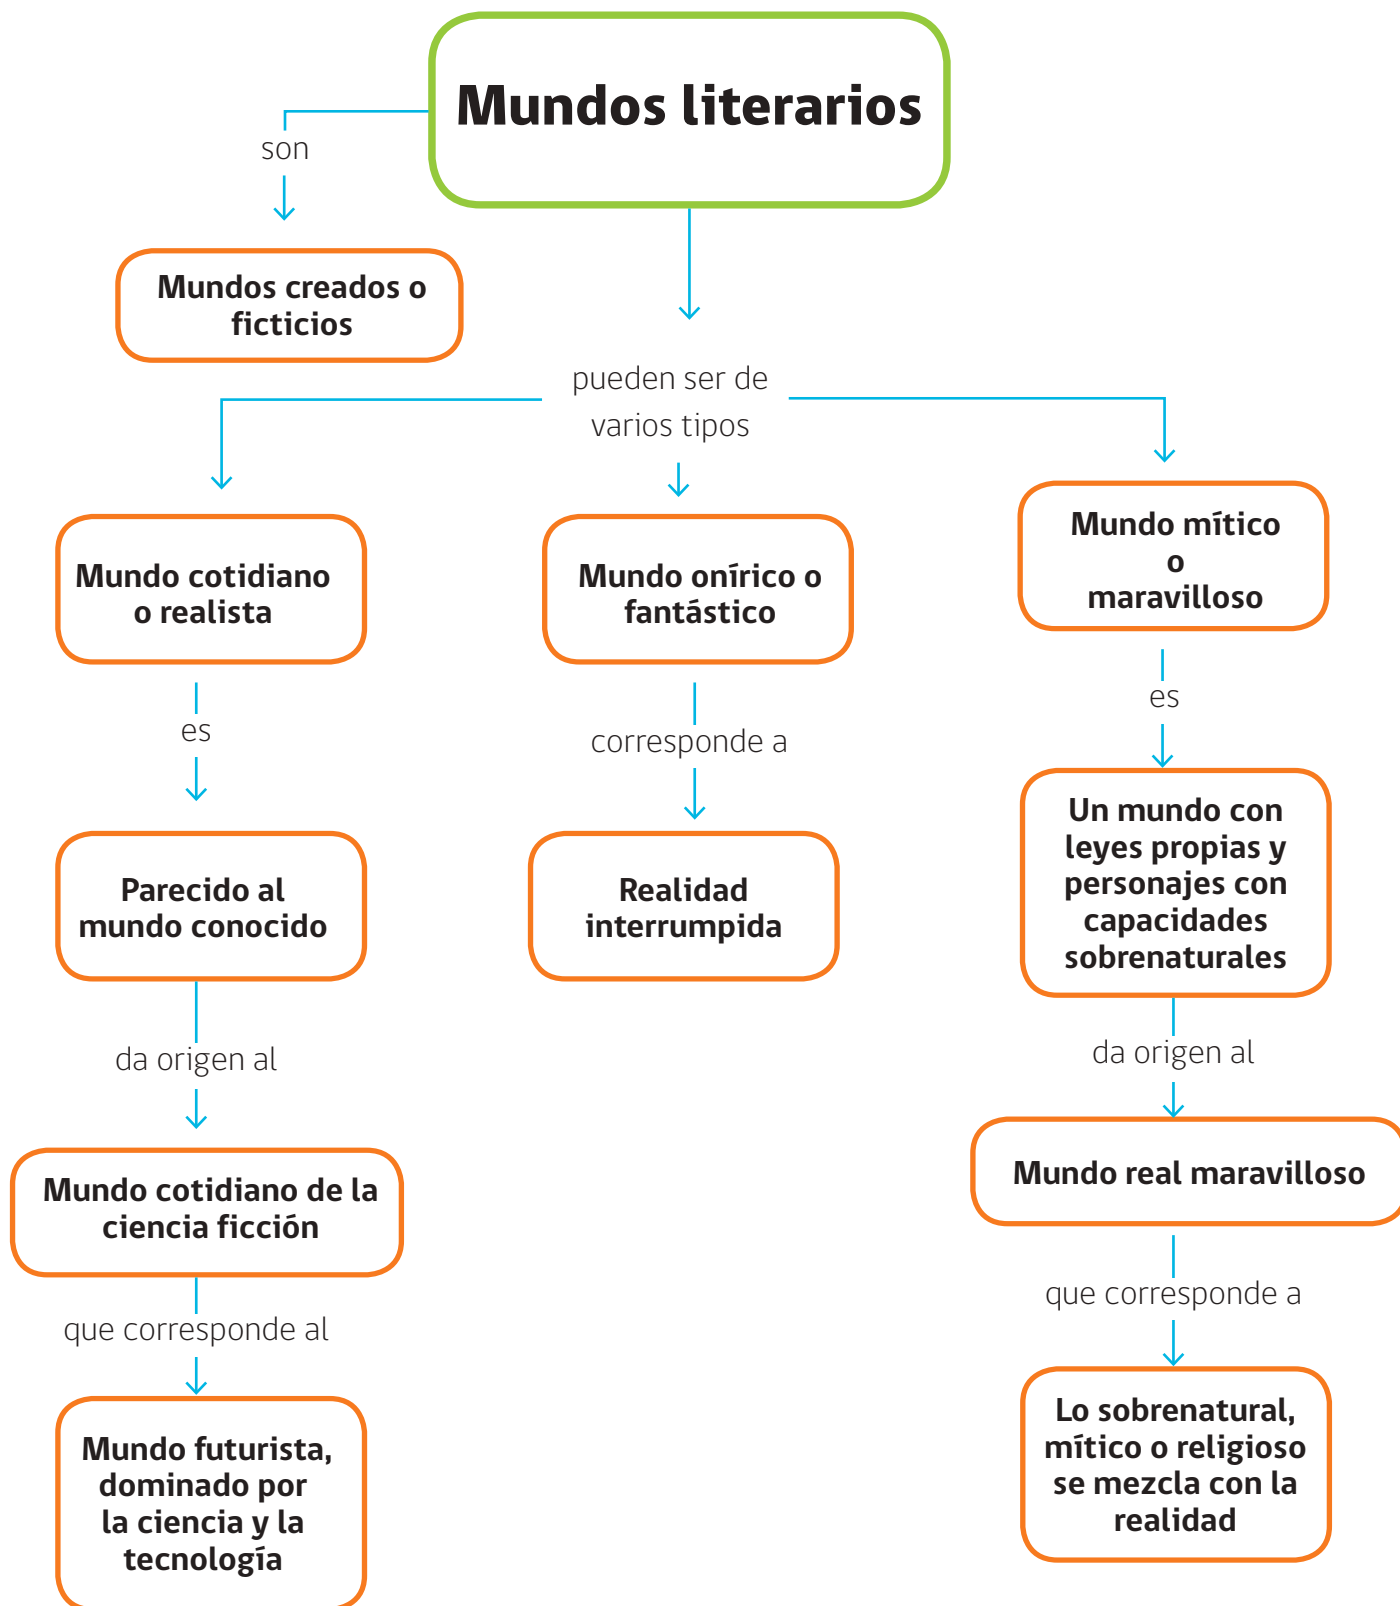 Mundos literarios
son
Mundos creados o
ficticios
pueden ser de
varios tipos
Mundo cotidiano
o realista
es
Parecido al
mundo conocido
da origen al
Mundo cotidiano de la
ciencia ficción
que corresponde al
Mundo futurista,
dominado por
la ciencia y la
tecnología
Mundo onírico o
fantástico
corresponde a
Realidad
interrumpida
Mundo mítico
o
maravilloso
es
Un mundo con
leyes propias y
personajes con
capacidades
sobrenaturales
da origen al
Mundo real maravilloso
que corresponde a
Lo sobrenatural,
mítico o religioso
se mezcla con la
realidad